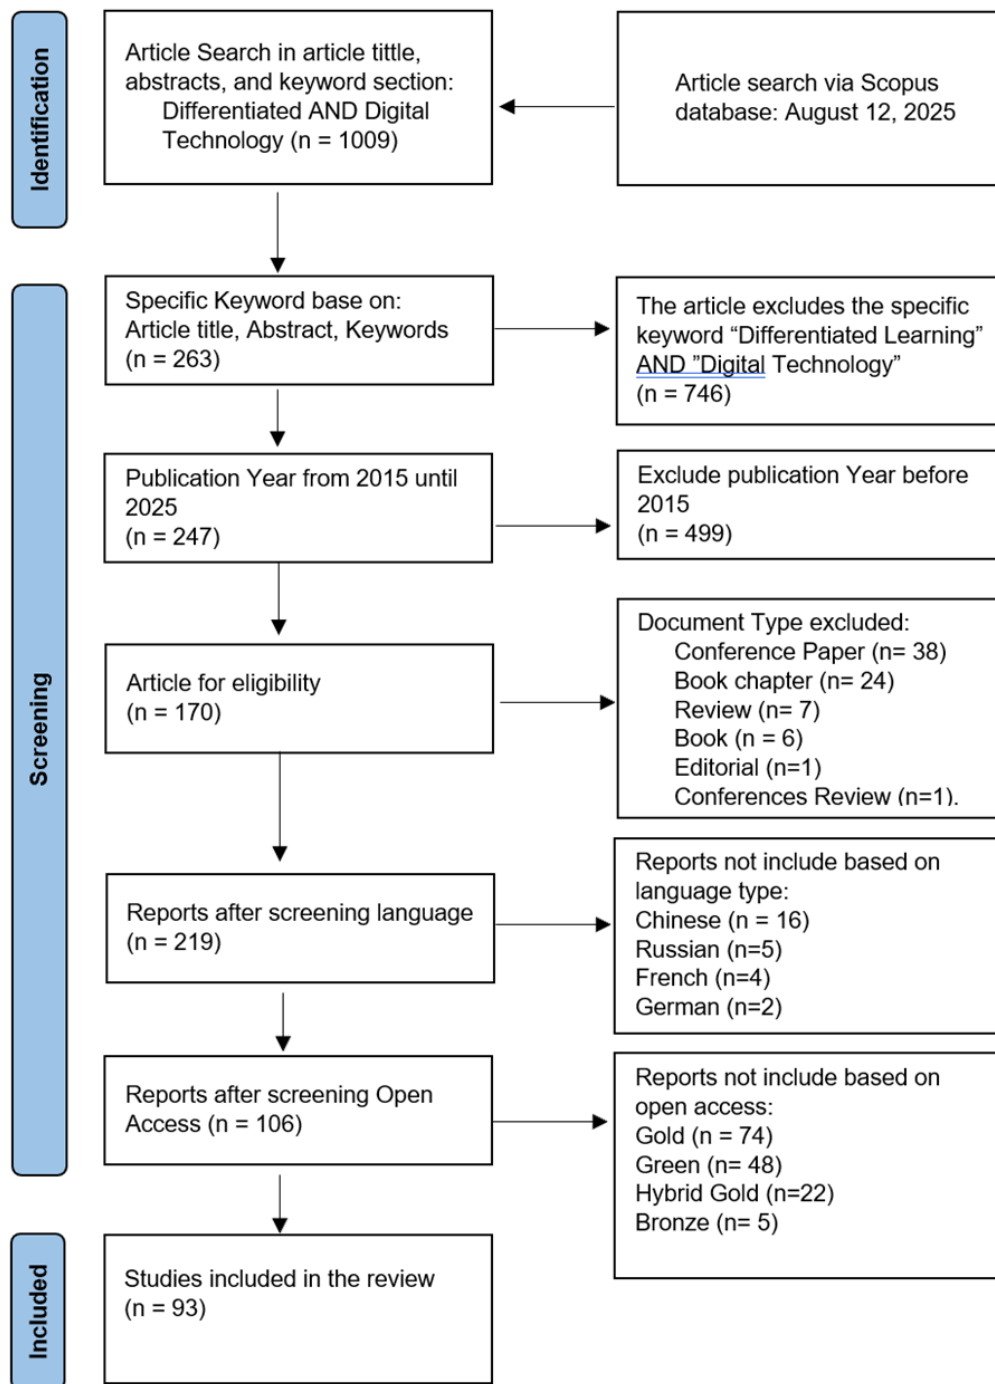 Identification
Article Search in article tittle,
abstracts, and keyword section:
Differentiated AND Digital
Technology (n = 1009)
Article search via Scopus
database: August 12, 2025
Screening
Specific Keyword base on:
Article title, Abstract, Keywords
(n = 263)
The article excludes the specific
keyword “Differentiated Learning”
AND ”Digital Technology”
(n = 746)
Publication Year from 2015 until
2025
(n = 247)
Exclude publication Year before
2015
(n = 499)
Article for eligibility
(n = 170)
Document Type excluded:
Conference Paper (n= 38)
Book chapter (n= 24)
Review (n= 7)
Book (n = 6)
Editorial (n=1)
Conferences Review (n=1).
Reports after screening language
(n = 219)
Reports not include based on
language type:
Chinese (n = 16)
Russian (n=5)
French (n=4)
German (n=2)
Reports after screening Open
Access (n = 106)
Reports not include based on
open access:
Gold (n = 74)
Green (n= 48)
Hybrid Gold (n=22)
Bronze (n= 5)
Included
Studies included in the review
(n = 93)